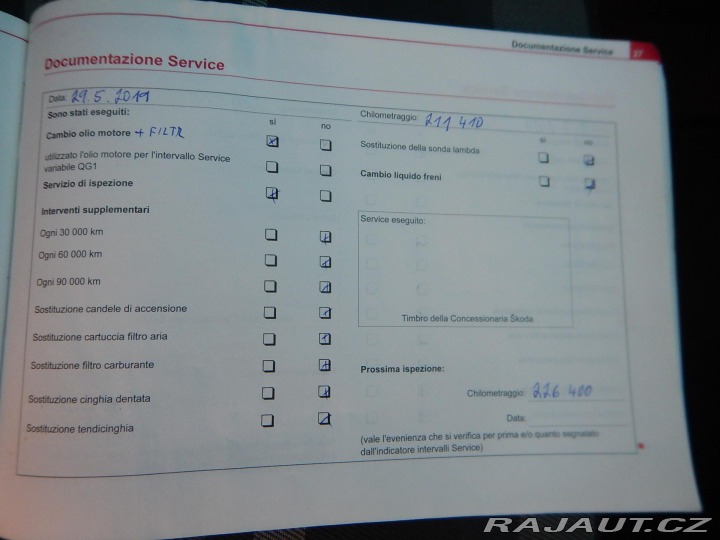 Documentazione Service 27
Documentazione Service
Data: 29.5.2019
Sono stati eseguiti:
sì no
Cambio olio motore + FILTR
utilizzato l'olio motore per l'intervallo Service
variabile QG1
Servizio di ispezione
Interventi supplementari
Ogni 30 000 km
Ogni 60 000 km
Ogni 90 000 km
Sostituzione candele di accensione
Sostituzione cartuccia filtro aria
Sostituzione filtro carburante
Sostituzione cinghia dentata
Sostituzione tendicinghia
Chilometraggio: 211 410
sì no
Sostituzione della sonda lambda
Cambio liquido freni
Service eseguito:
Timbro della Concessionaria Škoda
Prossima ispezione:
Chilometraggio: 226 400
Data:
(vale l'evenienza che si verifica per prima e/o quanto segnalato
dall'indicatore intervalli Service)
RAJAUT.CZ